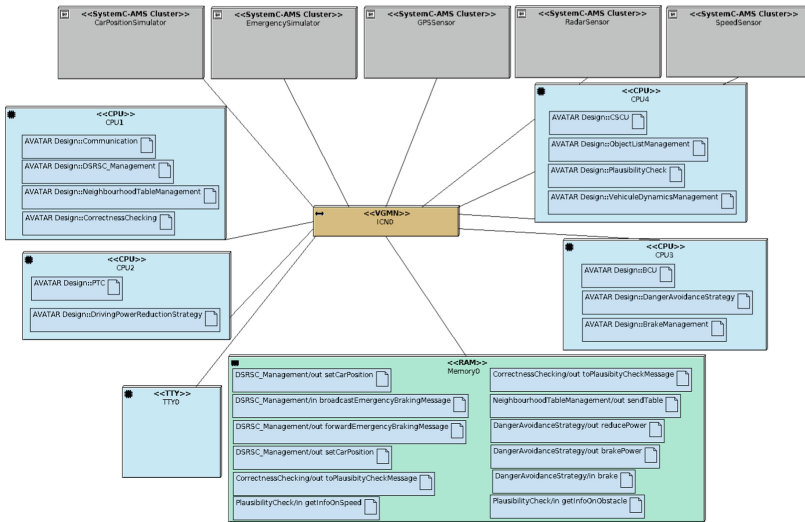 <<SystemC-AMS Cluster>>
CarPositionSimulator
<<SystemC-AMS Cluster>>
EmergencySimulator
<<SystemC-AMS Cluster>>
GPSSensor
<<SystemC-AMS Cluster>>
RadarSensor
<<SystemC-AMS Cluster>>
SpeedSensor
<<CPU>>
CPU1
AVATAR Design::Communication
AVATAR Design::DSRSC_Management
AVATAR Design::NeighbourhoodTableManagement
AVATAR Design::CorrectnessChecking
<<CPU>>
CPU4
AVATAR Design::CSCU
AVATAR Design::ObjectListManagement
AVATAR Design::PlausibilityCheck
AVATAR Design::VehiculeDynamicsManagement
<<VGMN>>
ICN0
<<CPU>>
CPU2
AVATAR Design::PTC
AVATAR Design::DrivingPowerReductionStrategy
<<CPU>>
CPU3
AVATAR Design::BCU
AVATAR Design::DangerAvoidanceStrategy
AVATAR Design::BrakeManagement
<<TTY>>
TTY0
<<RAM>>
Memory0
DSRSC_Management/out setCarPosition
DSRSC_Management/in broadcastEmergencyBrakingMessage
DSRSC_Management/out forwardEmergencyBrakingMessage
DSRSC_Management/out setCarPosition
CorrectnessChecking/out toPlausibityCheckMessage
PlausibilityCheck/in getInfoOnSpeed
CorrectnessChecking/out toPlausibityCheckMessage
NeighbourhoodTableManagement/out sendTable
DangerAvoidanceStrategy/out reducePower
DangerAvoidanceStrategy/out brakePower
DangerAvoidanceStrategy/in brake
PlausibilityCheck/in getInfoOnObstacle